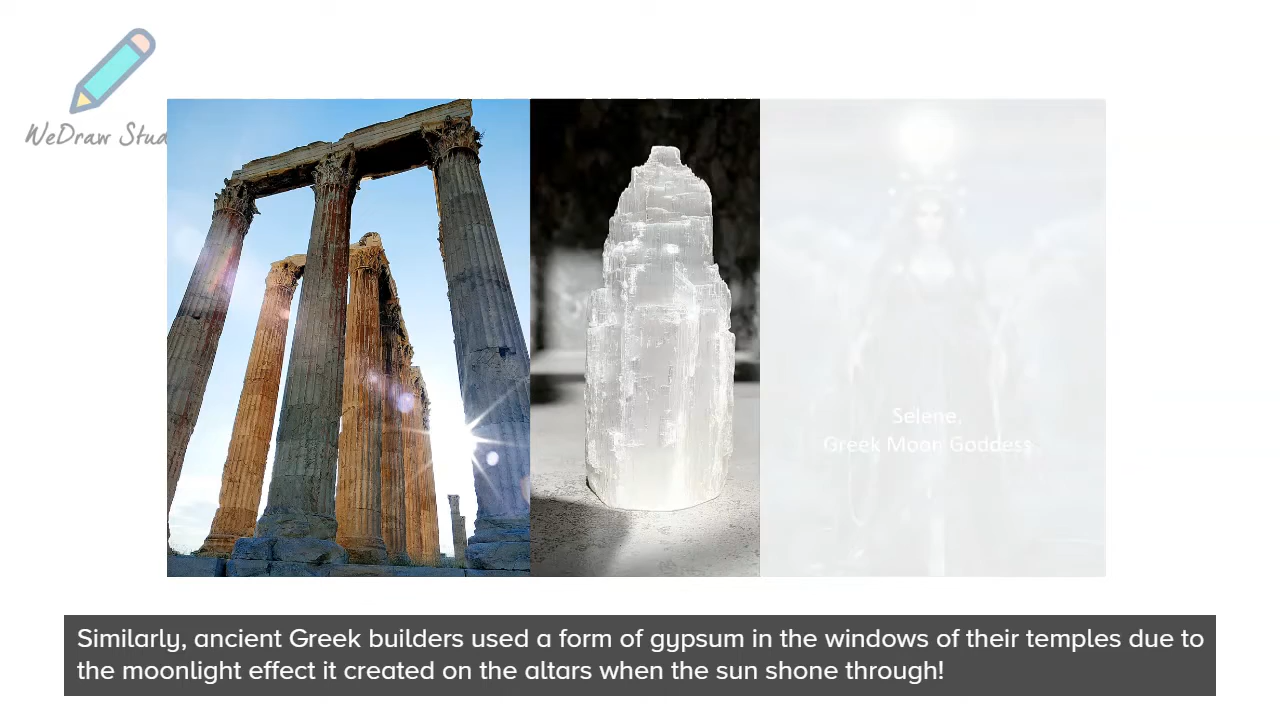 WeDraw Stud
Selene,
Greek Moon Goddess
Similarly, ancient Greek builders used a form of gypsum in the windows of their temples due to
the moonlight effect it created on the altars when the sun shone through!